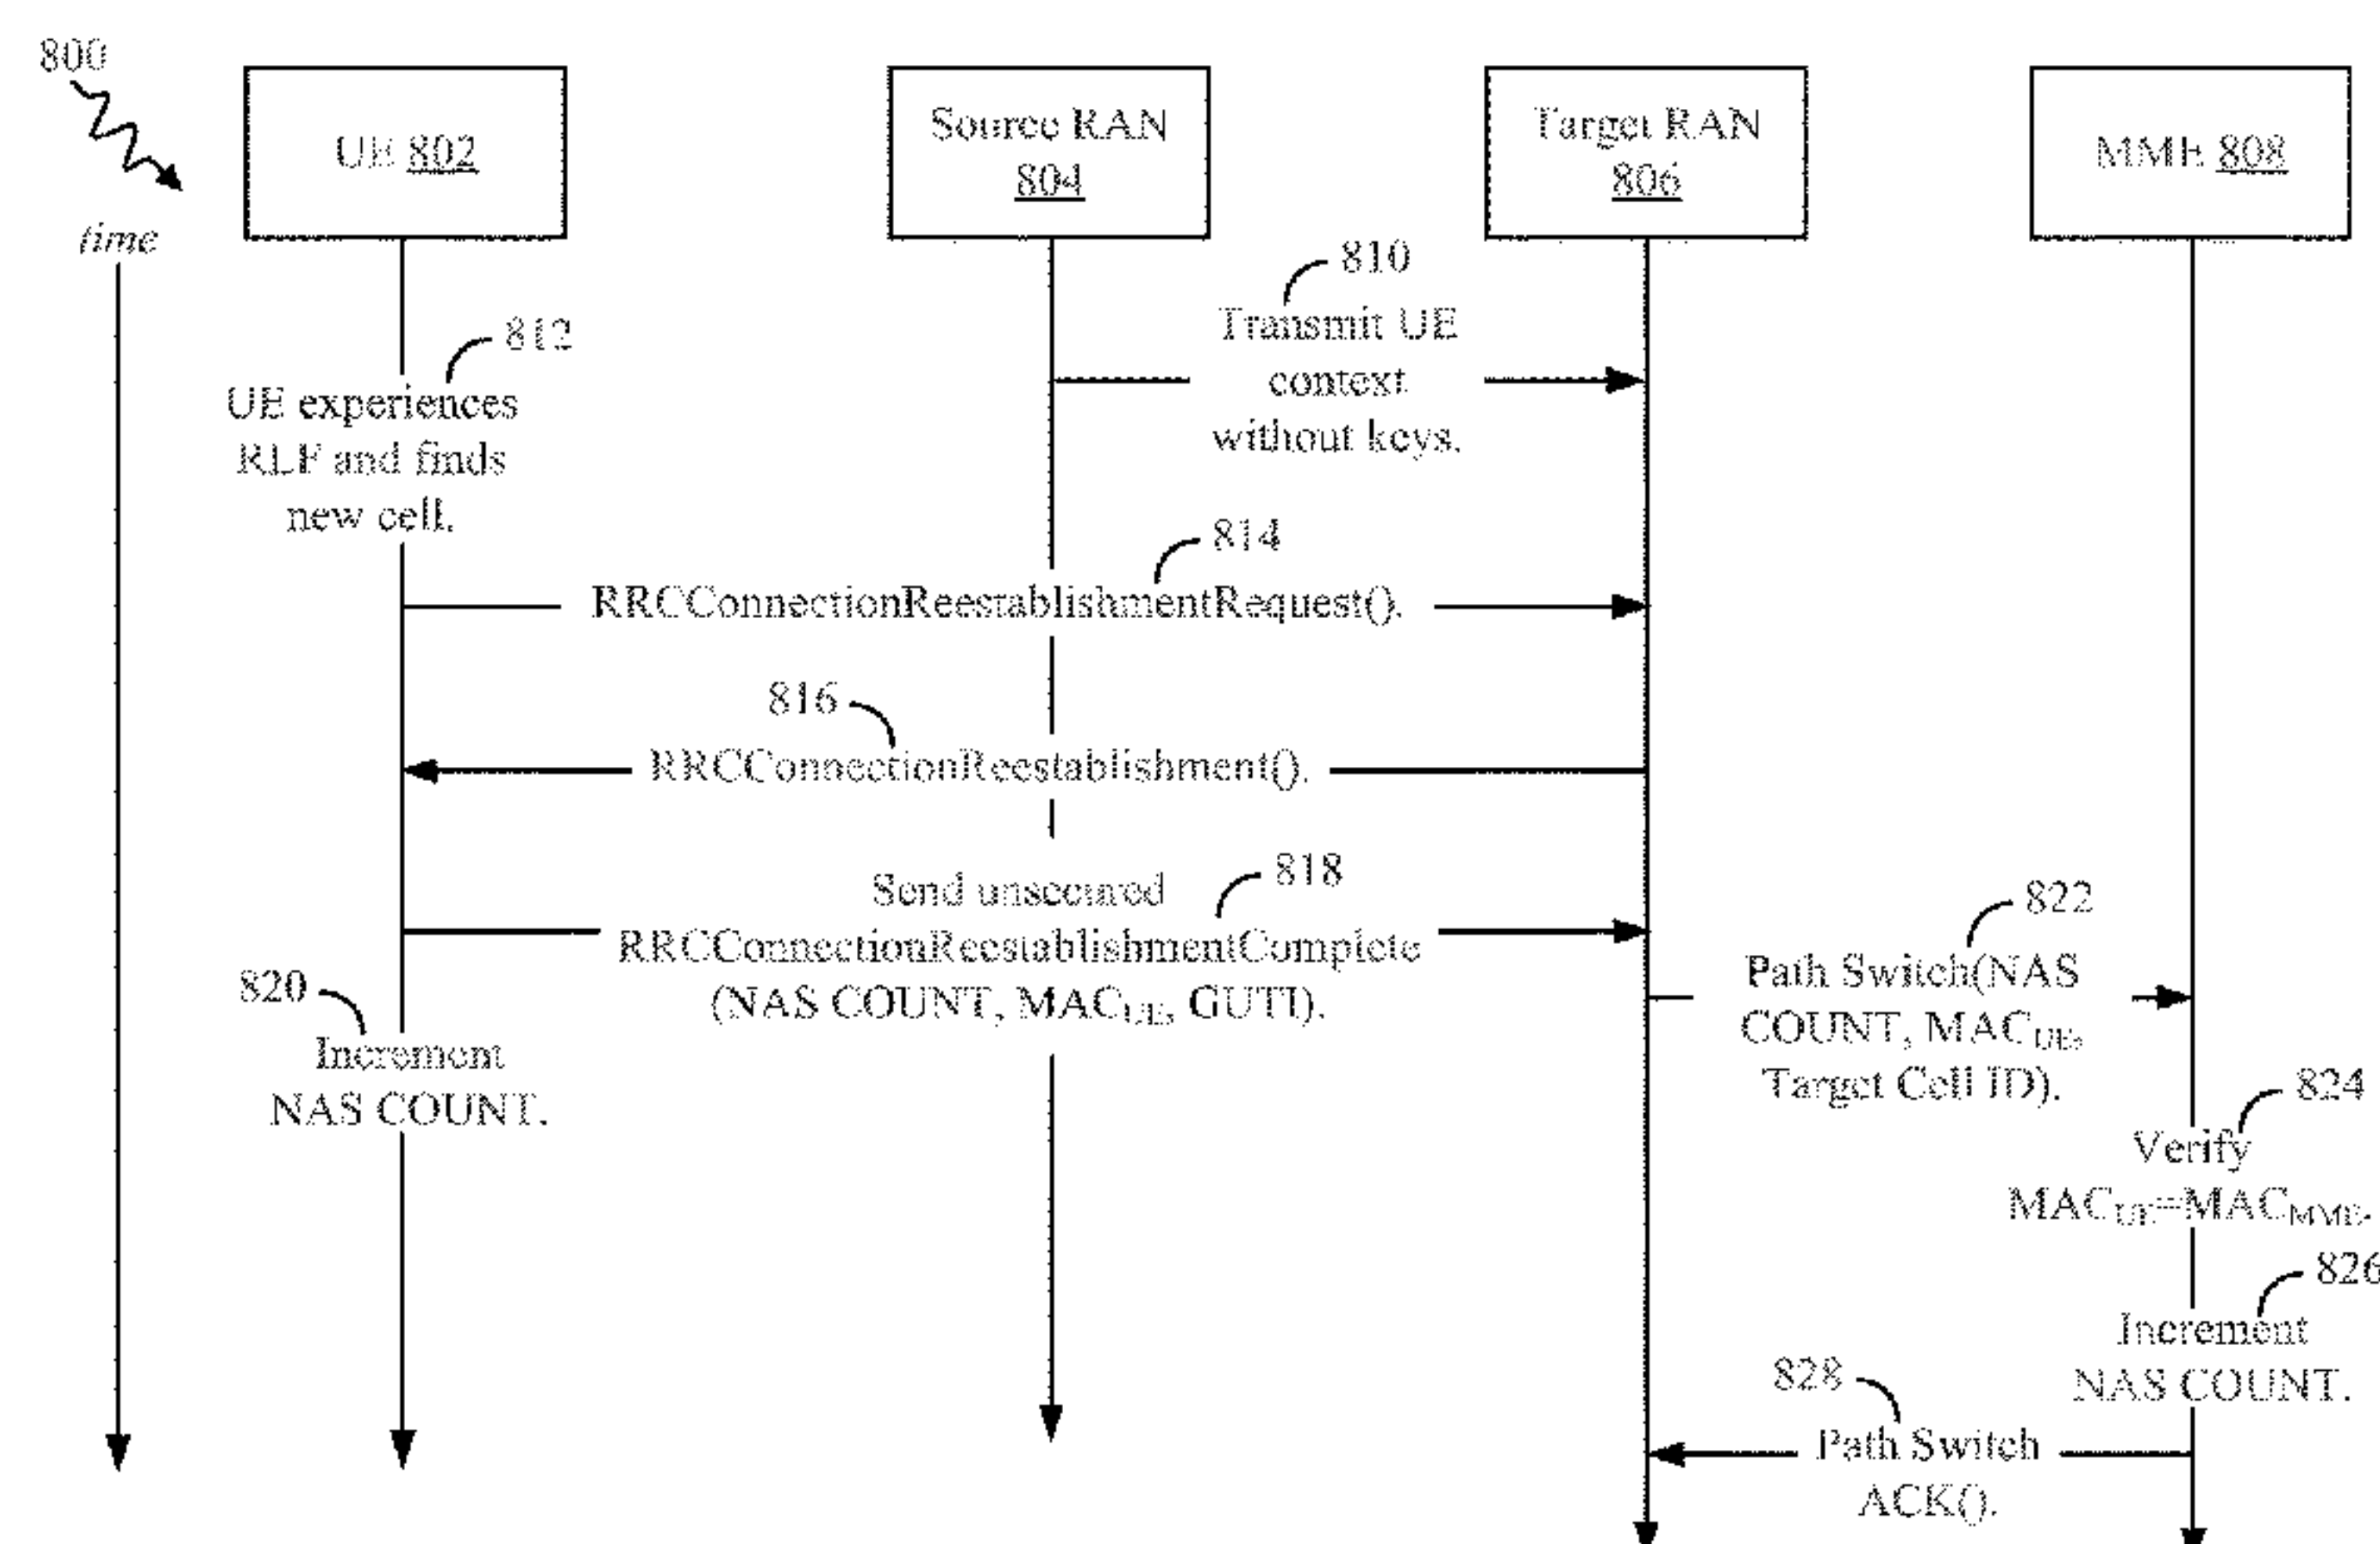 800
time
UE 802
Source RAN
804
Target RAN
806
MME 808
810
Transmit UE
context
without keys.
812
UE experiences
RLF and finds
new cell.
814
RRCConnectionReestablishmentRequest().
816
RRCConnectionReestablishment().
818
Send unsecured
RRCConnectionReestablishmentComplete
(NAS COUNT, MACUE, GUTI).
820
Increment
NAS COUNT.
822
Path Switch(NAS
COUNT, MACUE,
Target Cell ID).
824
Verify
MACUE=MACMME.
826
Increment
NAS COUNT.
828
Path Switch
ACK().